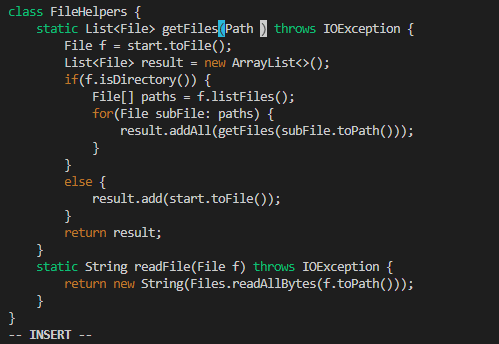 class FileHelpers {
    static List<File> getFiles(Path ) throws IOException {
        File f = start.toFile();
        List<File> result = new ArrayList<>();
        if(f.isDirectory()) {
            File[] paths = f.listFiles();
            for(File subFile: paths) {
                result.addAll(getFiles(subFile.toPath()));
            }
        }
        else {
            result.add(start.toFile());
        }
        return result;
    }
    static String readFile(File f) throws IOException {
        return new String(Files.readAllBytes(f.toPath()));
    }
}
-- INSERT --